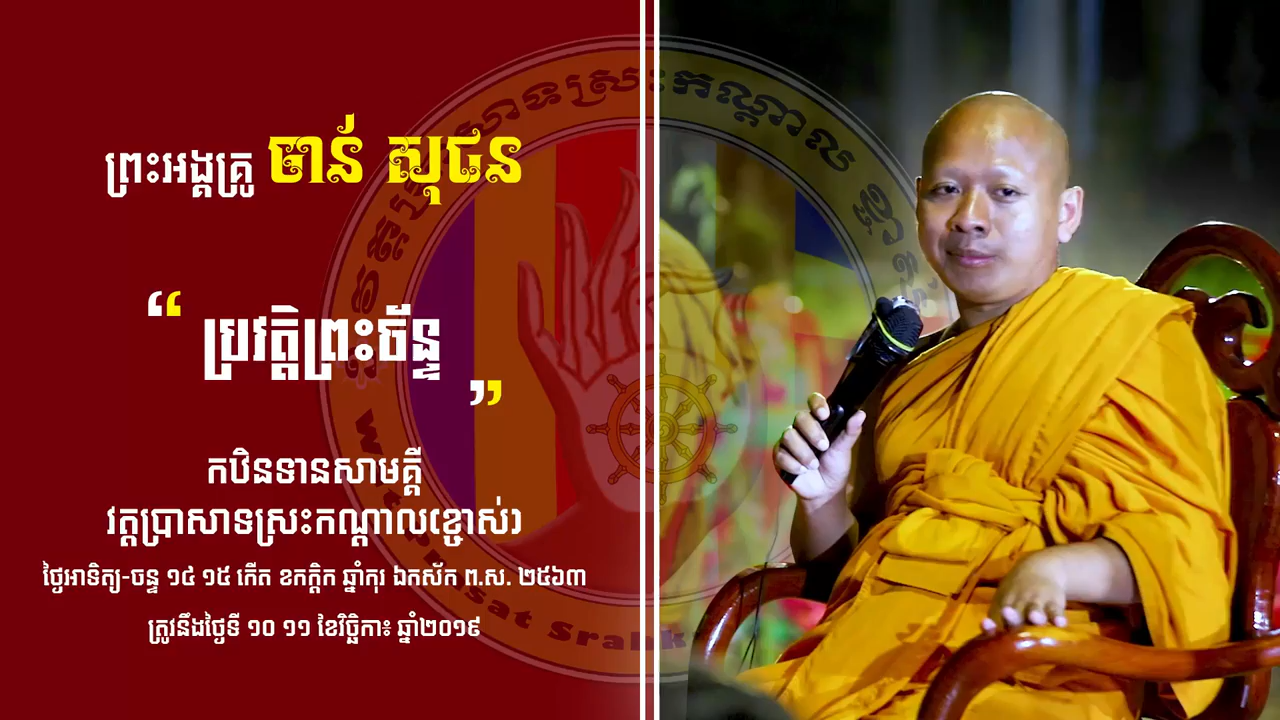 ព្រះអង្គគ្រូ ចាន់ សុជន
“ ប្រវត្តិព្រះច័ន្ទ ”
កឋិនទានសាមគ្គី
វត្តប្រាសាទស្រះកណ្ដាល(ខ្ចោស់)
ថ្ងៃអាទិត្យ-ចន្ទ ១៤ ១៥ កើត ខកក្តិក ឆ្នាំកុរ ឯកស័ក ព.ស. ២៥៦៣
ត្រូវនឹងថ្ងៃទី ១០ ១១ ខែវិច្ឆិកា៖ ឆ្នាំ២០១៩